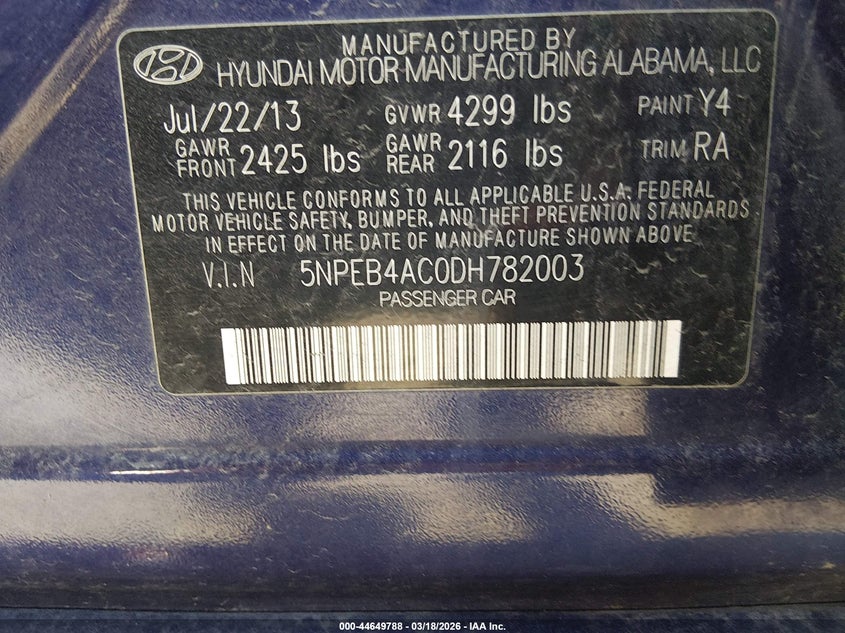 MANUFACTURED BY
HYUNDAI MOTOR MANUFACTURING ALABAMA, LLC
Jul/22/13 GVWR 4299 lbs PAINT Y4
GAWR FRONT 2425 lbs GAWR REAR 2116 lbs TRIM RA
THIS VEHICLE CONFORMS TO ALL APPLICABLE U.S.A. FEDERAL
MOTOR VEHICLE SAFETY, BUMPER, AND THEFT PREVENTION STANDARDS
IN EFFECT ON THE DATE OF MANUFACTURE SHOWN ABOVE.
V.I.N 5NPEB4AC0DH782003
PASSENGER CAR
000-44649788 - 03/18/2026 - IAA Inc.